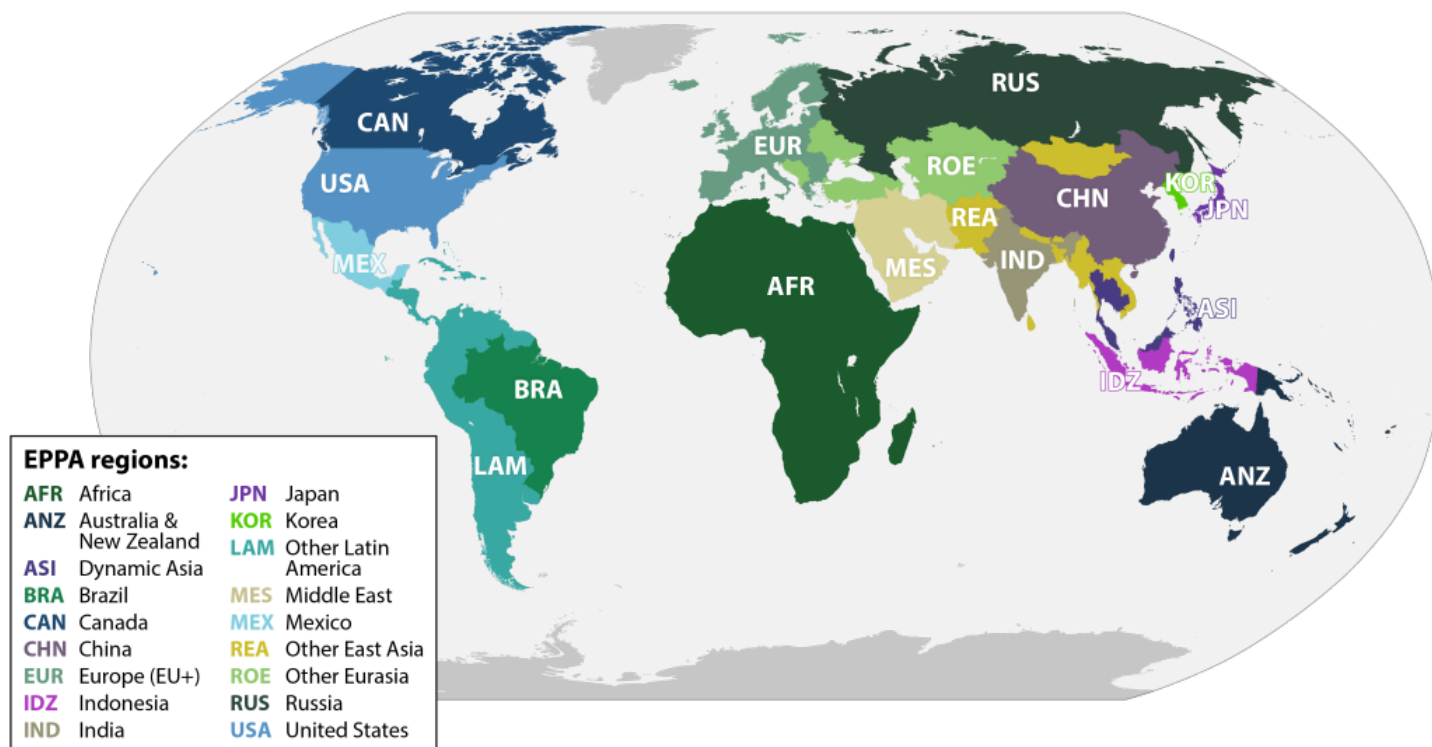 RUS
CAN
EUR
ROE
USA
KOR
CHN
JPN
REA
MEX
IND
MES
AFR
ASI
IDZ
BRA
LAM
ANZ
EPPA regions:
AFR Africa
ANZ Australia &
New Zealand
ASI Dynamic Asia
BRA Brazil
CAN Canada
CHN China
EUR Europe (EU+)
IDZ Indonesia
IND India
JPN Japan
KOR Korea
LAM Other Latin
America
MES Middle East
MEX Mexico
REA Other East Asia
ROE Other Eurasia
RUS Russia
USA United States